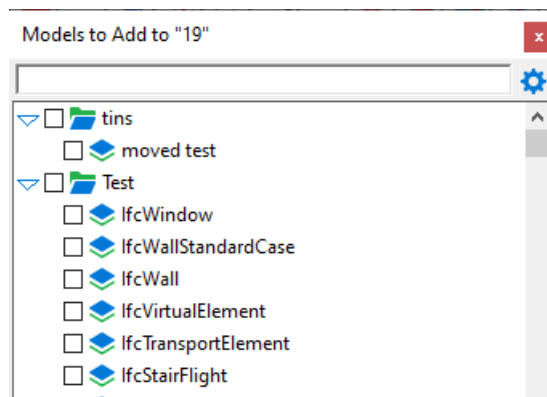 Models to Add to "19"
x
tins
moved test
Test
IfcWindow
IfcWallStandardCase
IfcWall
IfcVirtualElement
IfcTransportElement
IfcStairFlight